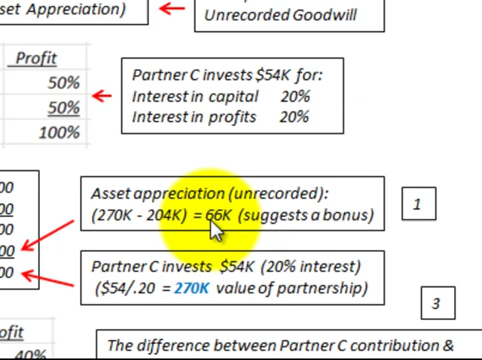 set Appreciation)
Unrecorded Goodwill
Profit
50%
50%
100%
Partner C invests $54K for:
Interest in capital 20%
Interest in profits 20%
00
00
00
00
00
Asset appreciation (unrecorded):
(270K - 204K) = 66K (suggests a bonus)
1
Partner C invests $54K (20% interest)
($54/.20 = 270K value of partnership)
3
ofit
40%
The difference between Partner C contribution &